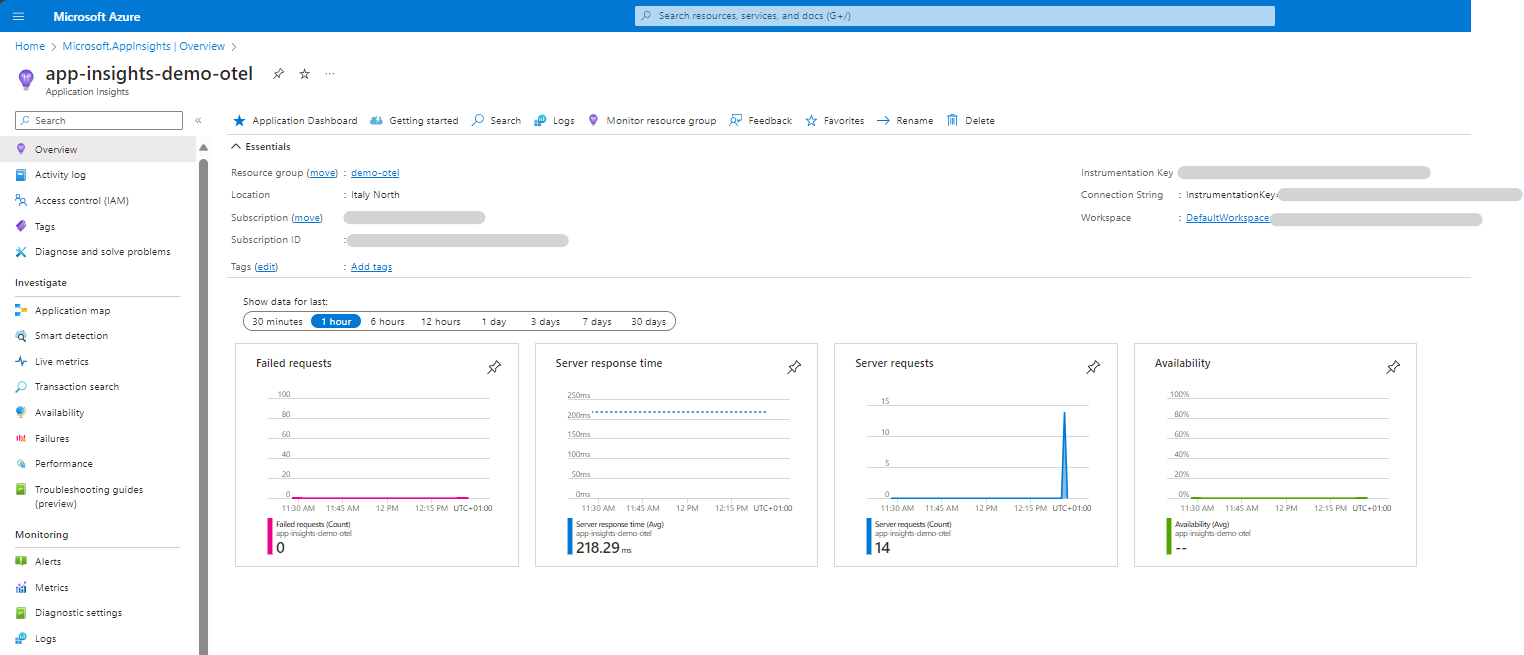 Microsoft Azure
Search resources, services, and docs (G+/)
Home > Microsoft.AppInsights | Overview >
app-insights-demo-otel
Application Insights
Search
Overview
Activity log
Access control (IAM)
Tags
Diagnose and solve problems
Investigate
Application map
Smart detection
Live metrics
Transaction search
Availability
Failures
Performance
Troubleshooting guides
(preview)
Monitoring
Alerts
Metrics
Diagnostic settings
Logs
Application Dashboard Getting started Search Logs Monitor resource group Feedback Favorites Rename Delete
Essentials
Resource group (move) : demo-otel
Location : Italy North
Subscription (move)
Subscription ID :
Tags (edit) : Add tags
Instrumentation Key
Connection String : InstrumentationKey=
Workspace : DefaultWorkspace
Show data for last:
30 minutes 1 hour 6 hours 12 hours 1 day 3 days 7 days 30 days
Failed requests
100
80
60
40
20
0
11:30 AM 11:45 AM 12 PM 12:15 PM UTC+01:00
Failed requests (Count)
app-insights-demo-otel
0
Server response time
250ms
200ms
150ms
100ms
50ms
0ms
11:30 AM 11:45 AM 12 PM 12:15 PM UTC+01:00
Server response time (Avg)
app-insights-demo-otel
218.29 ms
Server requests
15
10
5
0
11:30 AM 11:45 AM 12 PM 12:15 PM UTC+01:00
Server requests (Count)
app-insights-demo-otel
14
Availability
100%
80%
60%
40%
20%
0%
11:30 AM 11:45 AM 12 PM 12:15 PM UTC+01:00
Availability (Avg)
app-insights-demo-otel
--